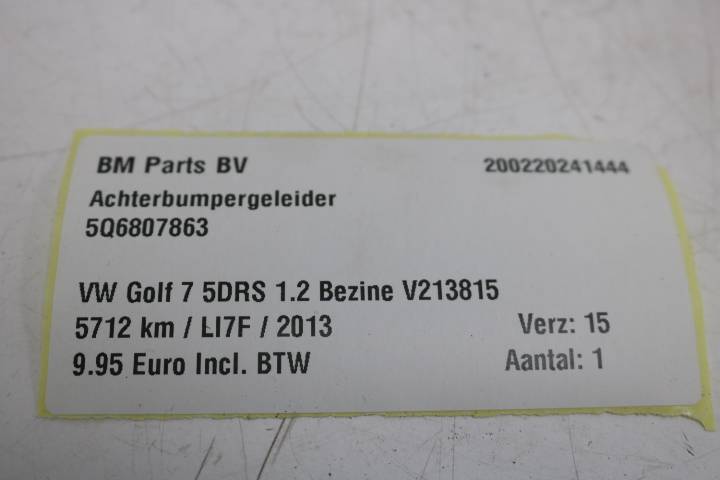 BM Parts BV 200220241444
Achterbumpergeleider
5Q6807863
VW Golf 7 5DRS 1.2 Bezine V213815
5712 km / LI7F / 2013 Verz: 15
9.95 Euro Incl. BTW Aantal: 1